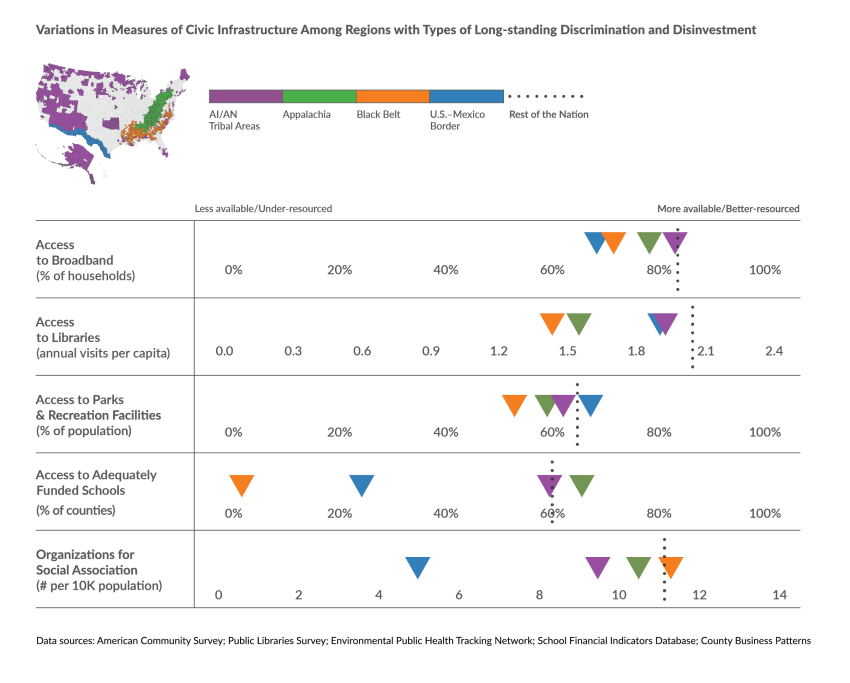 Variations in Measures of Civic Infrastructure Among Regions with Types of Long-standing Discrimination and Disinvestment
AI/AN
Tribal Areas
Appalachia
Black Belt
U.S.–Mexico
Border
Rest of the Nation
Less available/Under-resourced
More available/Better-resourced
Access
to Broadband
(% of households)
0% 20% 40% 60% 80% 100%
Access
to Libraries
(annual visits per capita)
0.0 0.3 0.6 0.9 1.2 1.5 1.8 2.1 2.4
Access to Parks
& Recreation Facilities
(% of population)
0% 20% 40% 60% 80% 100%
Access to Adequately
Funded Schools
(% of counties)
0% 20% 40% 60% 80% 100%
Organizations for
Social Association
(# per 10K population)
0 2 4 6 8 10 12 14
Data sources: American Community Survey; Public Libraries Survey; Environmental Public Health Tracking Network; School Financial Indicators Database; County Business Patterns